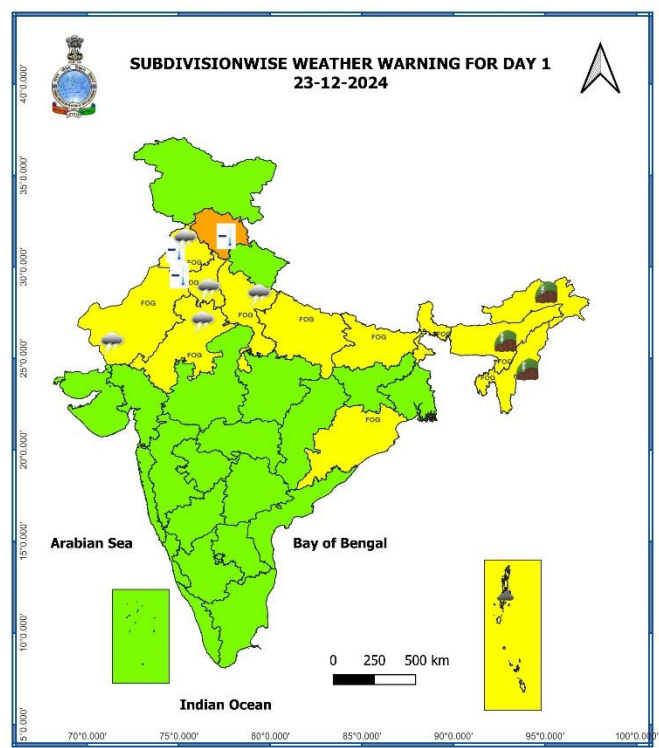 SUBDIVISIONWISE WEATHER WARNING FOR DAY 1
23-12-2024
40°0.000'
35°0.000'
30°0.000'
25°0.000'
20°0.000'
15°0.000'
10°0.000'
5°0.000'
FOG
FOG
FOG
FOG
FOG
FOG
FOG
FOG
FOG
FOG
Arabian Sea
Bay of Bengal
0 250 500 km
Indian Ocean
70°0.000' 75°0.000' 80°0.000' 85°0.000' 90°0.000' 95°0.000' 100°0.000'